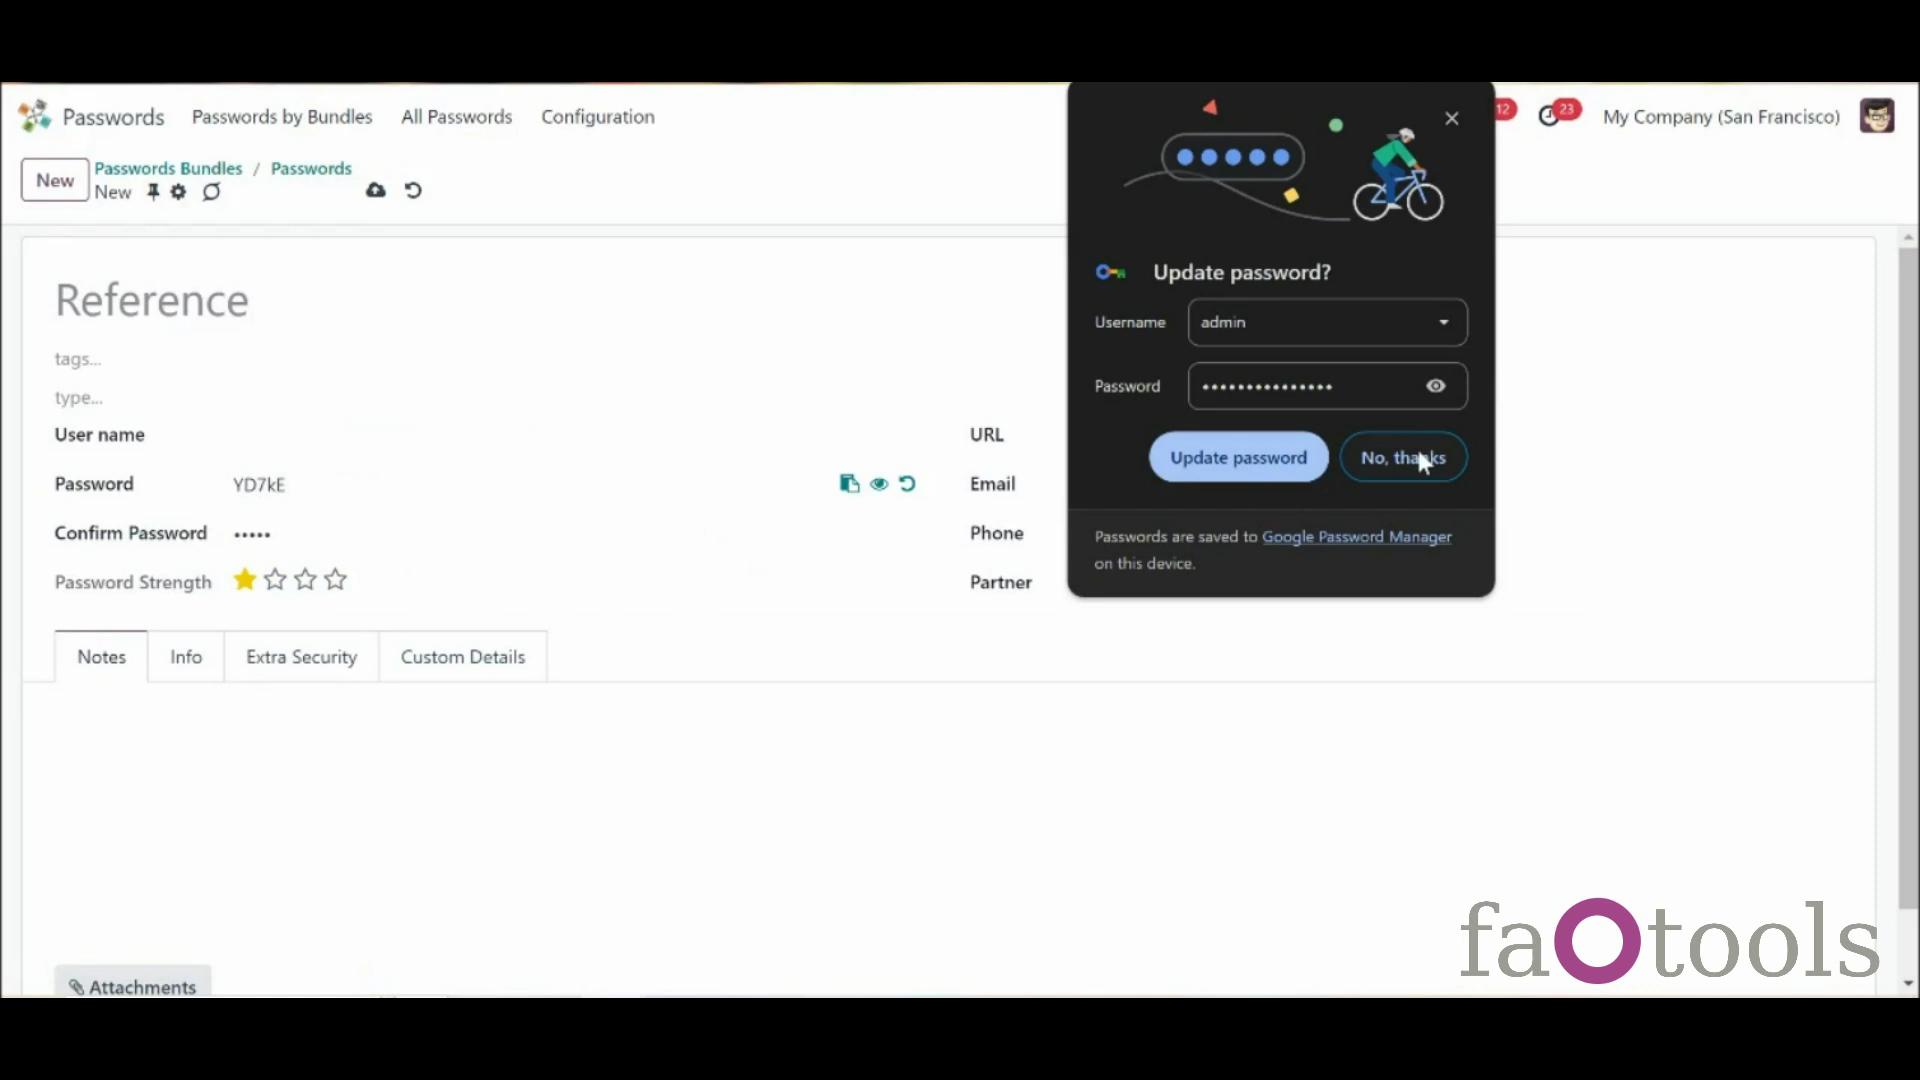 Passwords
Passwords by Bundles
All Passwords
Configuration
12
23
My Company (San Francisco)
New
Passwords Bundles / Passwords
New
Reference
tags...
type...
User name
Password
YD7kE
Confirm Password
•••••
Password Strength
URL
Email
Phone
Partner
Notes
Info
Extra Security
Custom Details
Attachments
Update password?
Username
admin
Password
•••••••••••••••
Update password
No, thanks
Passwords are saved to Google Password Manager
on this device.
faOtools